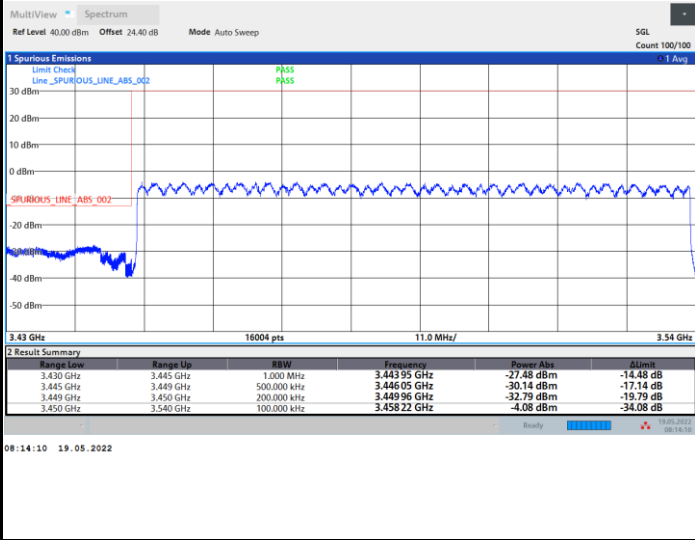 MultiView Spectrum
Ref Level 40.00 dBm Offset 24.40 dB Mode Auto Sweep SGL
Count 100/100
1 Spurious Emissions 1 Avg
Limit Check PASS
Line _SPURIOUS_LINE_ABS_002 PASS
30 dBm
20 dBm
10 dBm
0 dBm
_SPURIOUS_LINE_ABS_002
-20 dBm
-40 dBm
-50 dBm
3.43 GHz 16004 pts 11.0 MHz/ 3.54 GHz
2 Result Summary
Range Low Range Up RBW Frequency Power Abs ΔLimit
3.430 GHz 3.445 GHz 1.000 MHz 3.443 95 GHz -27.48 dBm -14.48 dB
3.445 GHz 3.449 GHz 500.000 kHz 3.446 05 GHz -30.14 dBm -17.14 dB
3.449 GHz 3.450 GHz 200.000 kHz 3.449 96 GHz -32.79 dBm -19.79 dB
3.450 GHz 3.540 GHz 100.000 kHz 3.458 22 GHz -4.08 dBm -34.08 dB
Ready 19.05.2022
08:14:10
08:14:10 19.05.2022